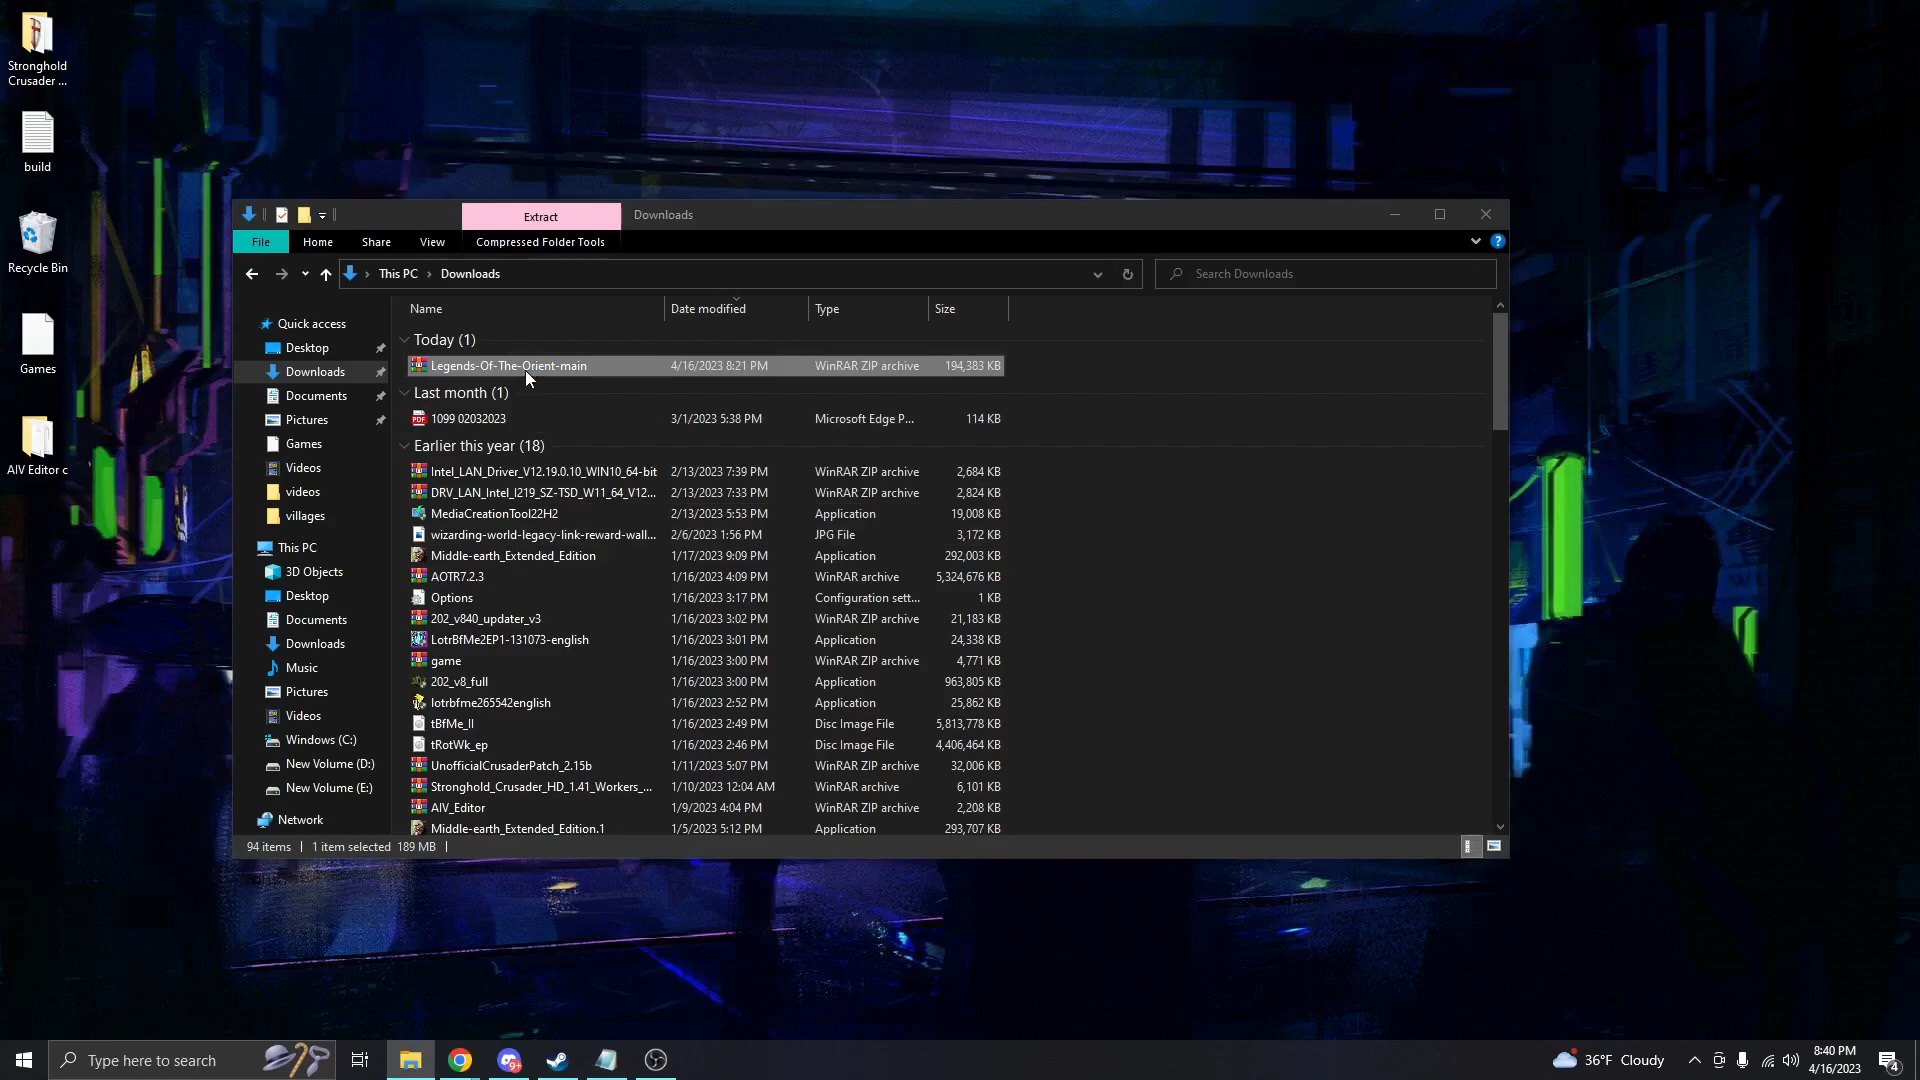 Stronghold
Crusader ...
build
Recycle Bin
Games
AIV Editor c
Extract
Downloads
File
Home
Share
View
Compressed Folder Tools
This PC
Downloads
Search Downloads
Quick access
Desktop
Downloads
Documents
Pictures
Games
Videos
videos
villages
This PC
3D Objects
Desktop
Documents
Downloads
Music
Pictures
Videos
Windows (C:)
New Volume (D:)
New Volume (E:)
Network
Name Date modified Type Size
Today (1)
Legends-Of-The-Orient-main 4/16/2023 8:21 PM WinRAR ZIP archive 194,383 KB
Last month (1)
1099 02032023 3/1/2023 5:38 PM Microsoft Edge P... 114 KB
Earlier this year (18)
Intel_LAN_Driver_V12.19.0.10_WIN10_64-bit 2/13/2023 7:39 PM WinRAR ZIP archive 2,684 KB
DRV_LAN_Intel_I219_SZ-TSD_W11_64_V12... 2/13/2023 7:33 PM WinRAR ZIP archive 2,824 KB
MediaCreationTool22H2 2/13/2023 5:53 PM Application 19,008 KB
wizarding-world-legacy-link-reward-wall... 2/6/2023 1:56 PM JPG File 3,172 KB
Middle-earth_Extended_Edition 1/17/2023 9:09 PM Application 292,003 KB
AOTR7.2.3 1/16/2023 4:09 PM WinRAR archive 5,324,676 KB
Options 1/16/2023 3:17 PM Configuration sett... 1 KB
202_v840_updater_v3 1/16/2023 3:02 PM WinRAR archive 21,183 KB
LotrBfMe2EP1-131073-english 1/16/2023 3:01 PM Application 24,338 KB
game 1/16/2023 3:00 PM WinRAR ZIP archive 4,771 KB
202_v8_full 1/16/2023 3:00 PM Application 963,805 KB
lotrbfme265542english 1/16/2023 2:52 PM Application 25,862 KB
tBfMe_II 1/16/2023 2:49 PM Disc Image File 5,813,778 KB
tRotWk_ep 1/16/2023 2:46 PM Disc Image File 4,406,464 KB
UnofficialCrusaderPatch_2.15b 1/11/2023 5:07 PM WinRAR ZIP archive 32,006 KB
Stronghold_Crusader_HD_1.41_Workers_... 1/10/2023 12:04 AM WinRAR archive 6,101 KB
AIV_Editor 1/9/2023 4:04 PM WinRAR ZIP archive 2,208 KB
Middle-earth_Extended_Edition.1 1/5/2023 5:12 PM Application 293,707 KB
94 items 1 item selected 189 MB
Type here to search
9+
36°F Cloudy
8:40 PM
4/16/2023
4